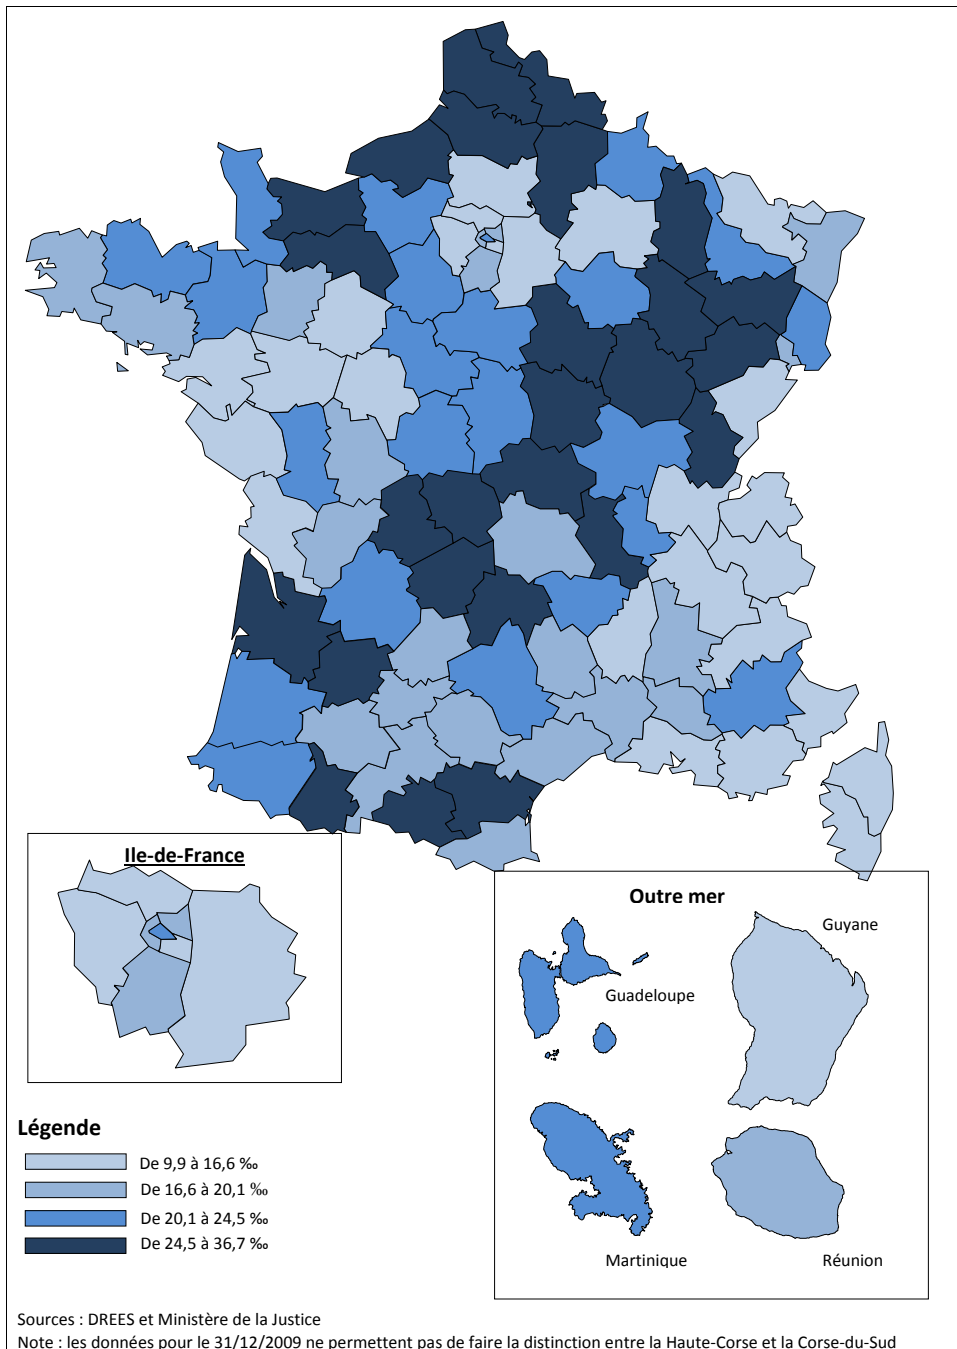 Ile-de-France
Outre mer
Guyane
Guadeloupe
Martinique
Réunion
Légende
De 9,9 à 16,6 ‰
De 16,6 à 20,1 ‰
De 20,1 à 24,5 ‰
De 24,5 à 36,7 ‰
Sources : DREES et Ministère de la Justice
Note : les données pour le 31/12/2009 ne permettent pas de faire la distinction entre la Haute-Corse et la Corse-du-Sud